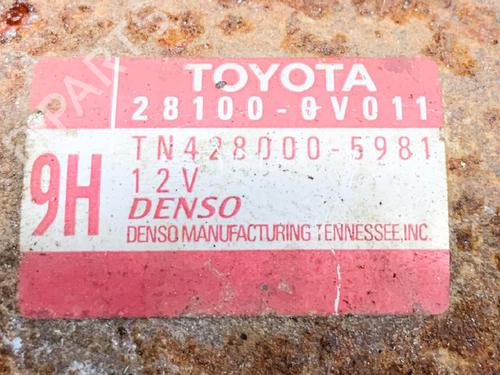 TOYOTA
28100-0V011
TN428000-5981
9H
12V
DENSO
DENSO MANUFACTURING TENNESSEE, INC.